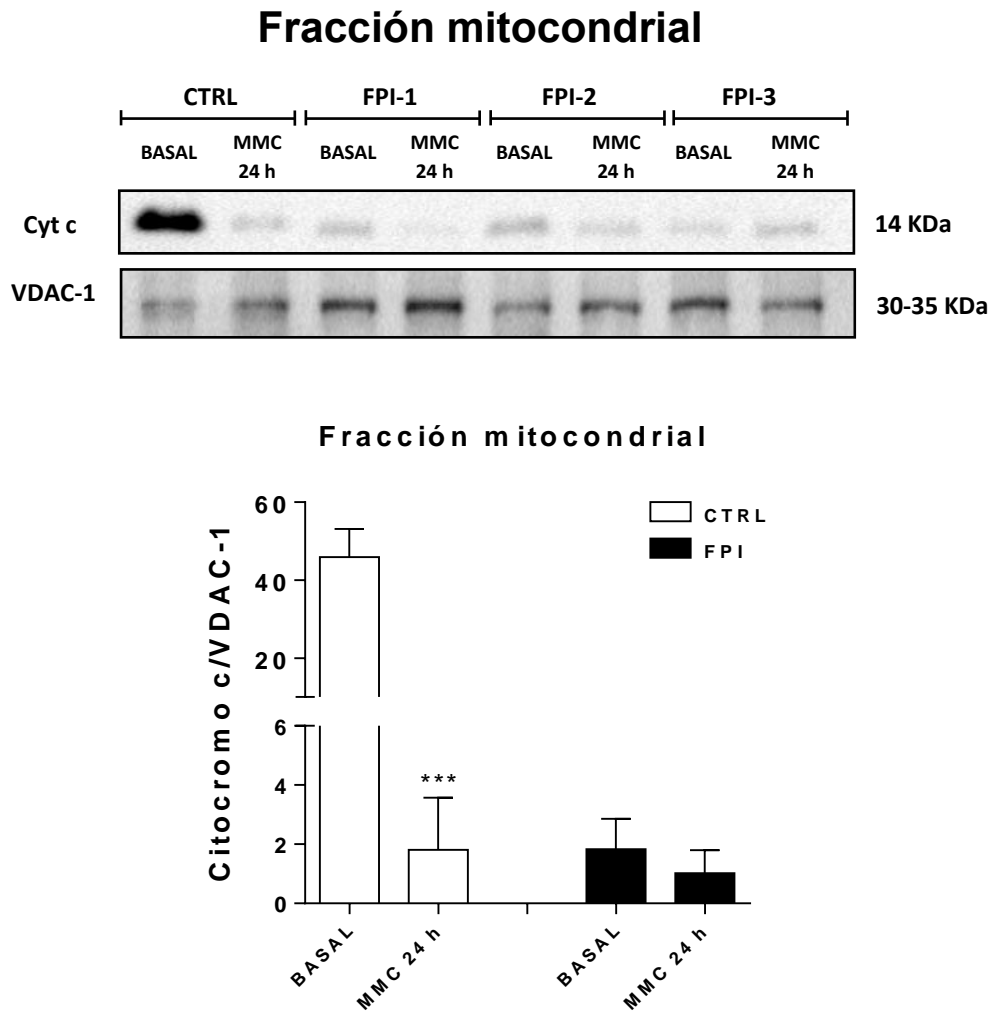 Fracción mitocondrial
CTRL FPI-1 FPI-2 FPI-3
BASAL MMC 24 h BASAL MMC 24 h BASAL MMC 24 h BASAL MMC 24 h
Cyt c 14 KDa
VDAC-1 30-35 KDa
Fracción mitocondrial
Citocromo c/VDAC-1
60
40
20
6
4
2
0
***
CTRL
FPI
BASAL MMC 24 h BASAL MMC 24 h